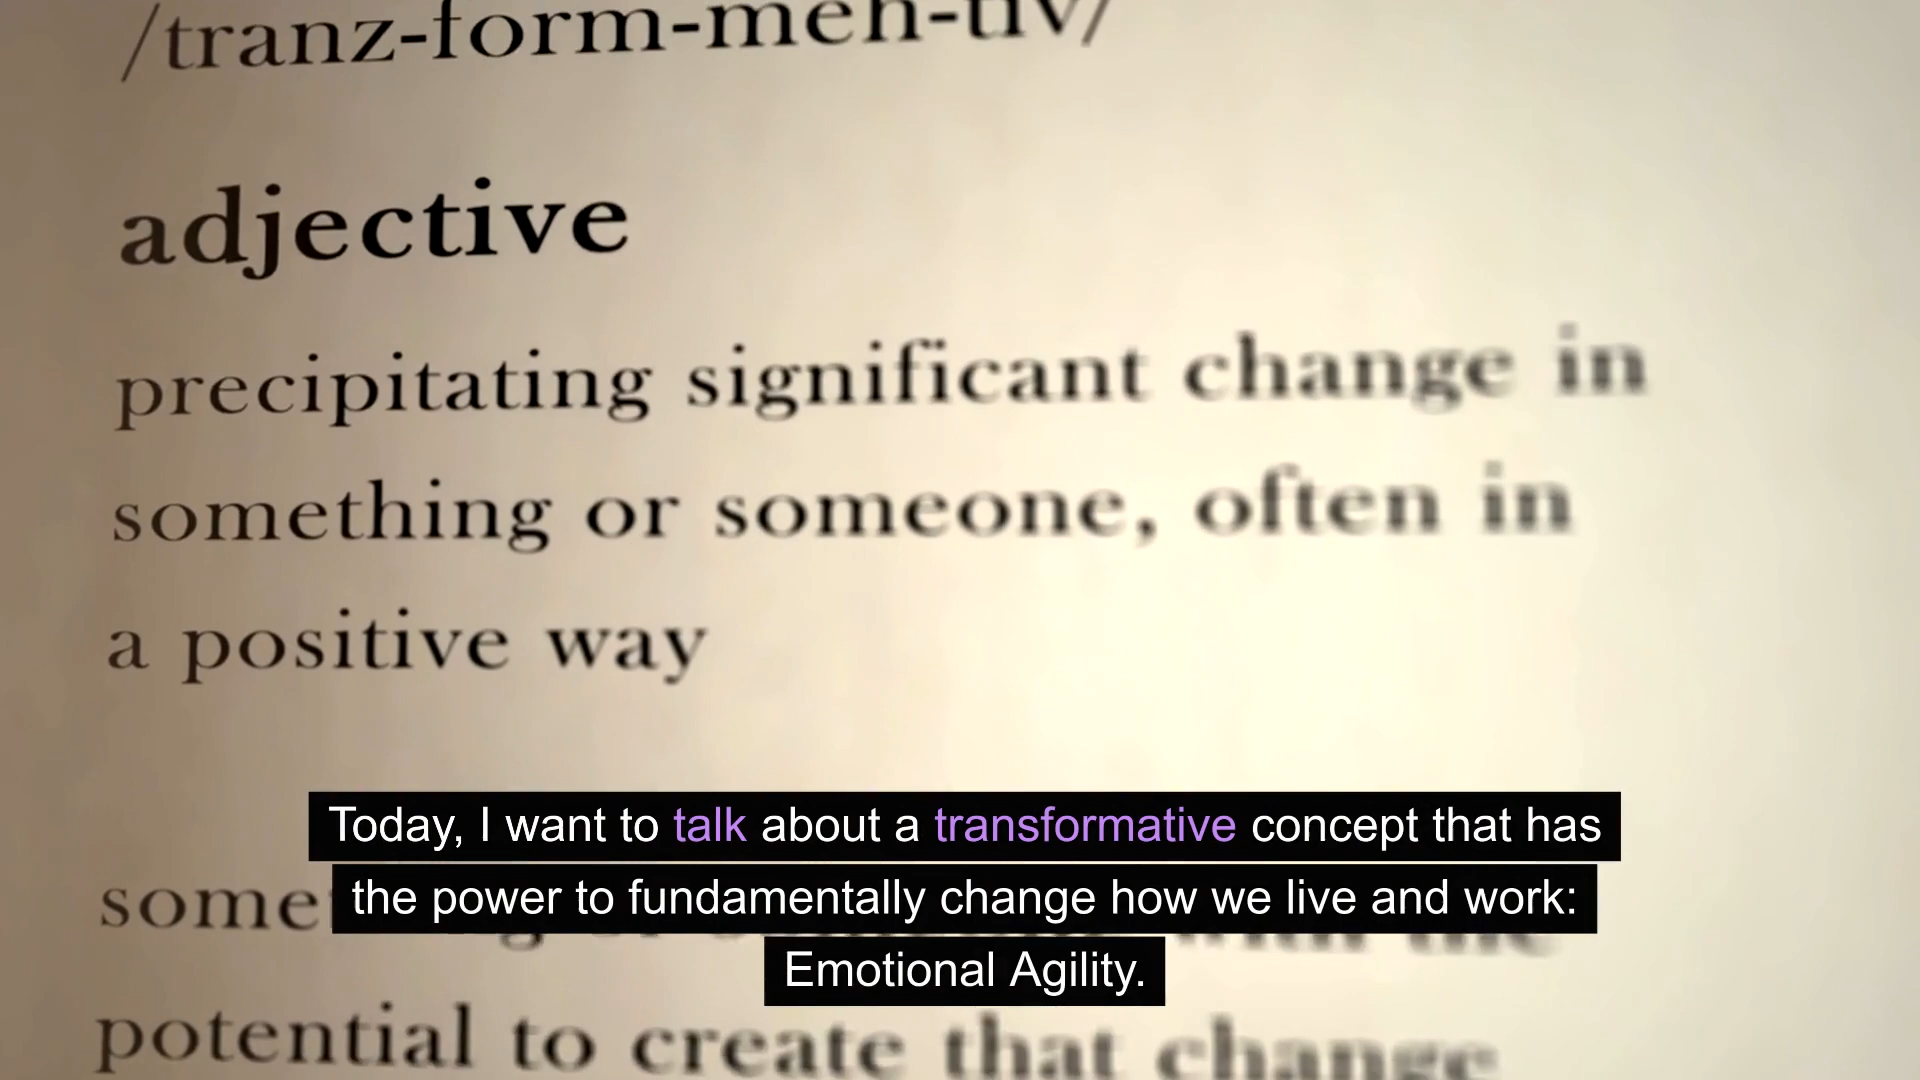 /tranz-form-meh-tiv/
adjective
precipitating significant change in
something or someone, often in
a positive way
Today, I want to talk about a transformative concept that has
the power to fundamentally change how we live and work:
Emotional Agility.
some
potential to create that change